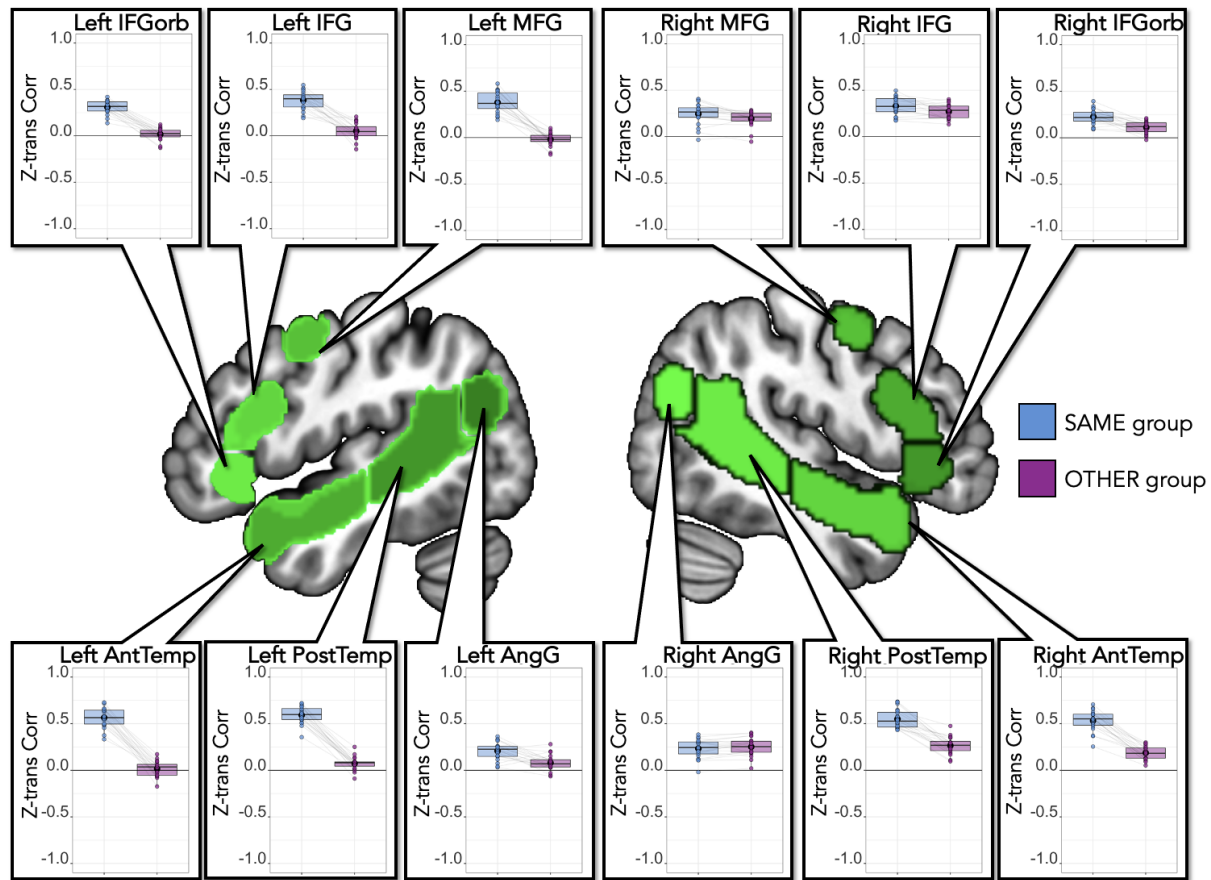 Left IFGorb
1.0
0.5
0.0
-0.5
-1.0
Z-trans Corr
Left IFG
1.0
0.5
0.0
-0.5
-1.0
Z-trans Corr
Left MFG
1.0
0.5
0.0
-0.5
-1.0
Z-trans Corr
Right MFG
1.0
0.5
0.0
-0.5
-1.0
Z-trans Corr
Right IFG
1.0
0.5
0.0
-0.5
-1.0
Z-trans Corr
Right IFGorb
1.0
0.5
0.0
-0.5
-1.0
Z-trans Corr
SAME group
OTHER group
Left AntTemp
1.0
0.5
0.0
-0.5
-1.0
Z-trans Corr
Left PostTemp
1.0
0.5
0.0
-0.5
-1.0
Z-trans Corr
Left AngG
1.0
0.5
0.0
-0.5
-1.0
Z-trans Corr
Right AngG
1.0
0.5
0.0
-0.5
-1.0
Z-trans Corr
Right PostTemp
1.0
0.5
0.0
-0.5
-1.0
Z-trans Corr
Right AntTemp
1.0
0.5
0.0
-0.5
-1.0
Z-trans Corr